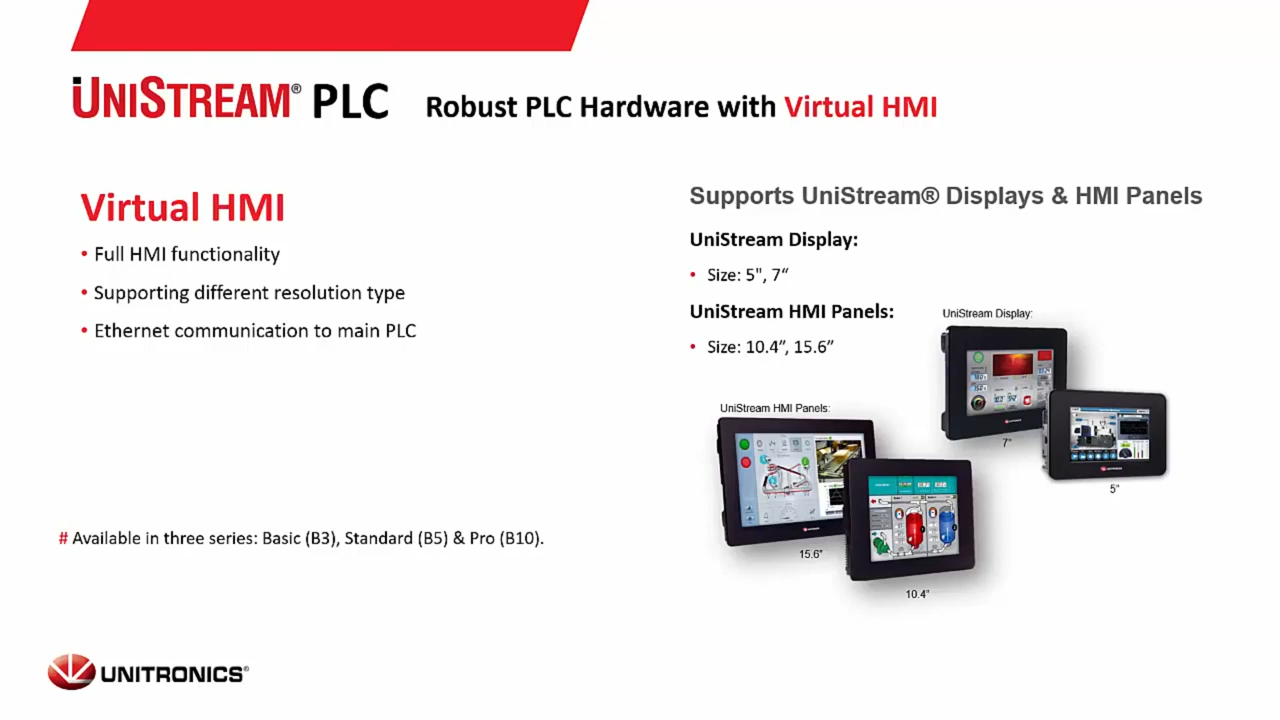 UNISTREAM® PLC Robust PLC Hardware with Virtual HMI
Virtual HMI
• Full HMI functionality
• Supporting different resolution type
• Ethernet communication to main PLC
# Available in three series: Basic (B3), Standard (B5) & Pro (B10).
Supports UniStream® Displays & HMI Panels
UniStream Display:
• Size: 5", 7“
UniStream HMI Panels:
• Size: 10.4”, 15.6”
UniStream Display:
7"
5"
UniStream HMI Panels:
15.6"
10.4"
UNITRONICS®